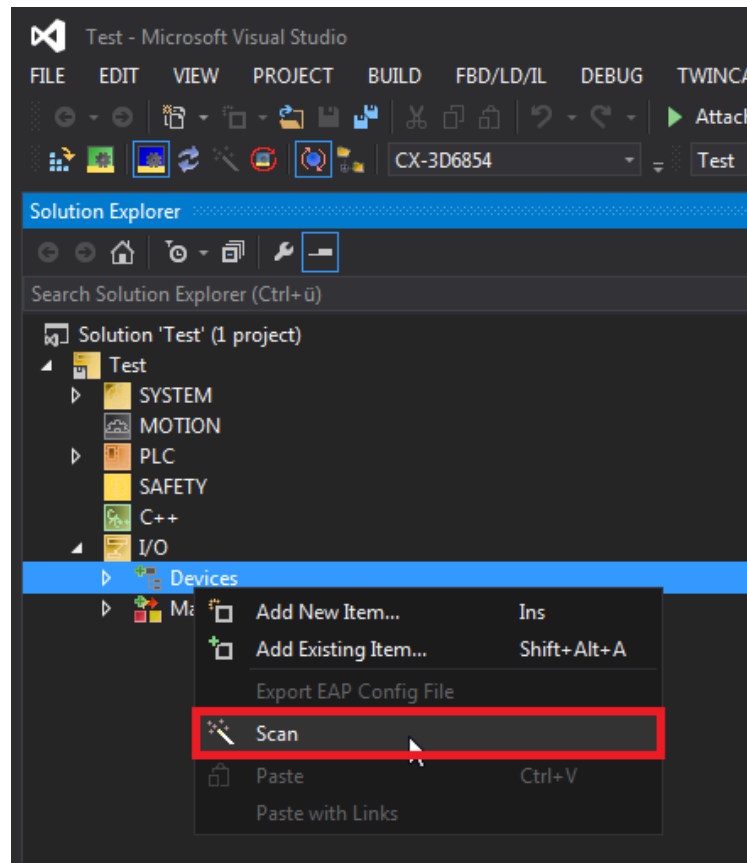 Test - Microsoft Visual Studio
FILE EDIT VIEW PROJECT BUILD FBD/LD/IL DEBUG TWINCA
Attach
CX-3D6854 Test
Solution Explorer
Search Solution Explorer (Ctrl+ü)
Solution 'Test' (1 project)
Test
SYSTEM
MOTION
PLC
SAFETY
C++
I/O
Devices
Ma
Add New Item... Ins
Add Existing Item... Shift+Alt+A
Export EAP Config File
Scan
Paste Ctrl+V
Paste with Links